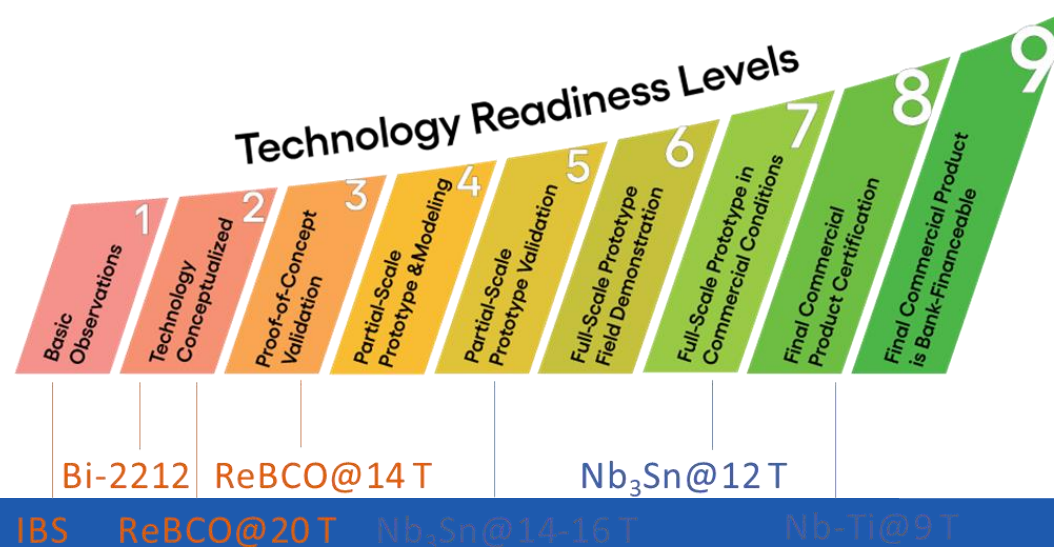 Technology Readiness Levels
1
Basic
Observations
2
Technology
Conceptualized
3
Proof-of-Concept
Validation
4
Partial-Scale
Prototype &Modeling
5
Partial-Scale
Prototype Validation
6
Full-Scale Prototype
Field Demonstration
7
Full-Scale Prototype in
Commercial Conditions
8
Final Commercial
Product Certification
9
Final Commercial Product
is Bank-Financeable
Bi-2212 ReBCO@14 T Nb₃Sn@12 T
IBS ReBCO@20 T Nb₃Sn@14-16 T Nb-Ti@9 T